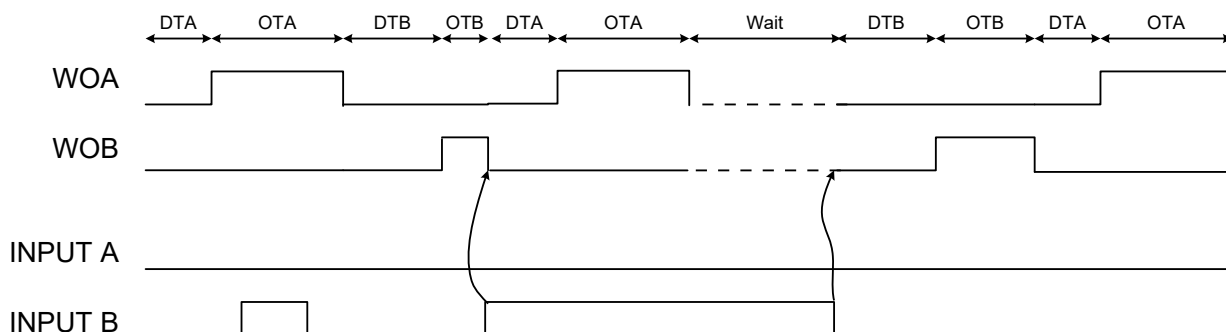 DTA OTA DTB OTB DTA OTA Wait DTB OTB DTA OTA
WOA
WOB
INPUT A
INPUT B